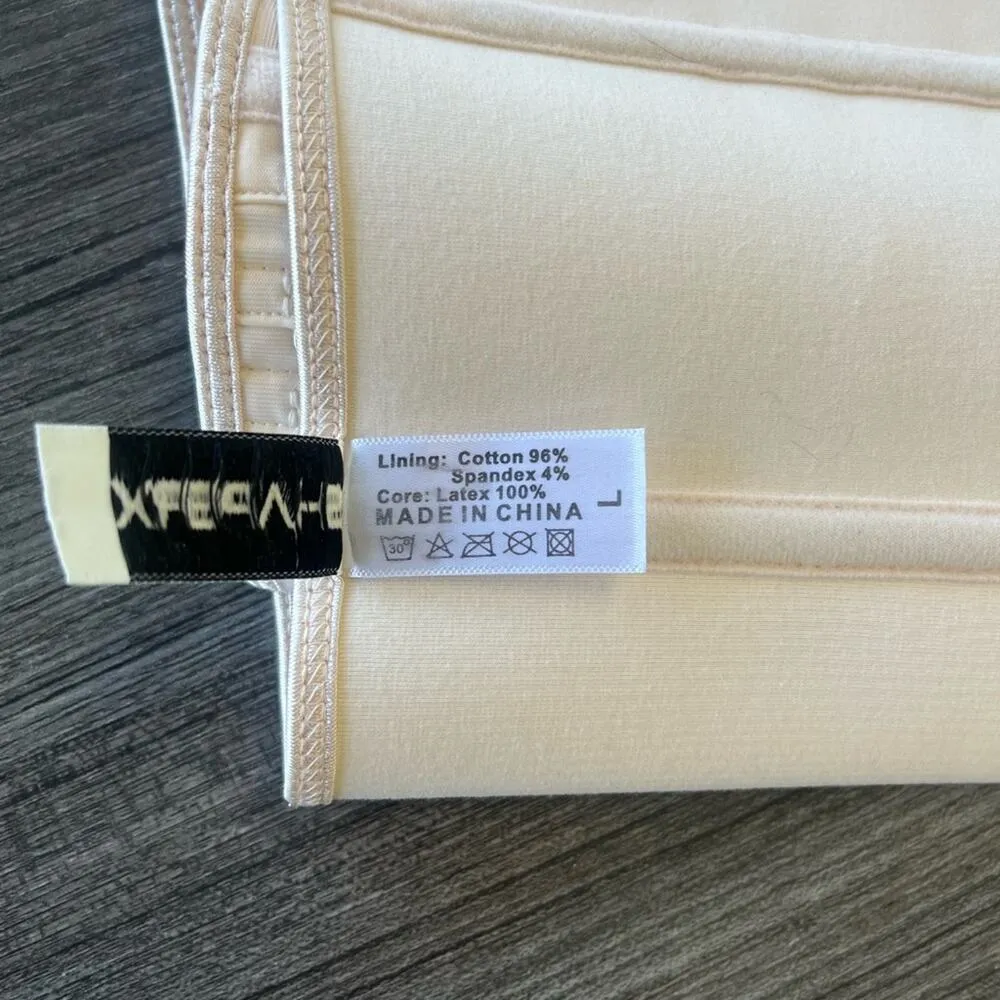 Lining: Cotton 96%
Spandex 4%
Core: Latex 100%
MADE IN CHINA
L
30°